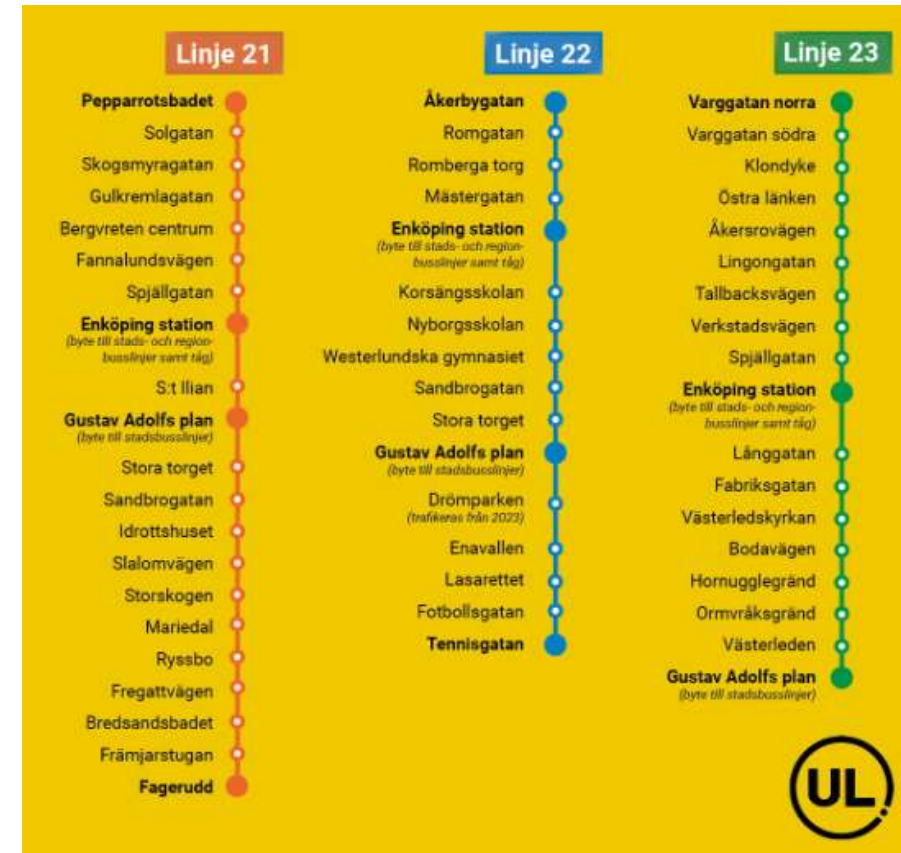 Linje 21
Pepparrotsbadet
Solgatan
Skogsmyragatan
Gulkremlagatan
Bergvreten centrum
Fannalundsvägen
Spjällgatan
Enköping station
(byte till stads- och region-
busslinjer samt tåg)
S:t Ilian
Gustav Adolfs plan
(byte till stadsbusslinjer)
Stora torget
Sandbrogatan
Idrottshuset
Slalomvägen
Storskogen
Mariedal
Ryssbo
Fregattvägen
Bredsandsbadet
Främjarstugan
Fagerudd
Linje 22
Åkerbygatan
Romgatan
Romberga torg
Mästergatan
Enköping station
(byte till stads- och region-
busslinjer samt tåg)
Korsängsskolan
Nyborgsskolan
Westerlundska gymnasiet
Sandbrogatan
Stora torget
Gustav Adolfs plan
(byte till stadsbusslinjer)
Drömparken
(trafikeras från 2023)
Enavallen
Lasarettet
Fotbollsgatan
Tennisgatan
Linje 23
Varggatan norra
Varggatan södra
Klondyke
Östra länken
Åkersrovägen
Lingongatan
Tallbacksvägen
Verkstadsvägen
Spjällgatan
Enköping station
(byte till stads- och region-
busslinjer samt tåg)
Långgatan
Fabriksgatan
Västerledskyrkan
Bodavägen
Hornugglegränd
Ormvråksgränd
Västerleden
Gustav Adolfs plan
(byte till stadsbusslinjer)
UL